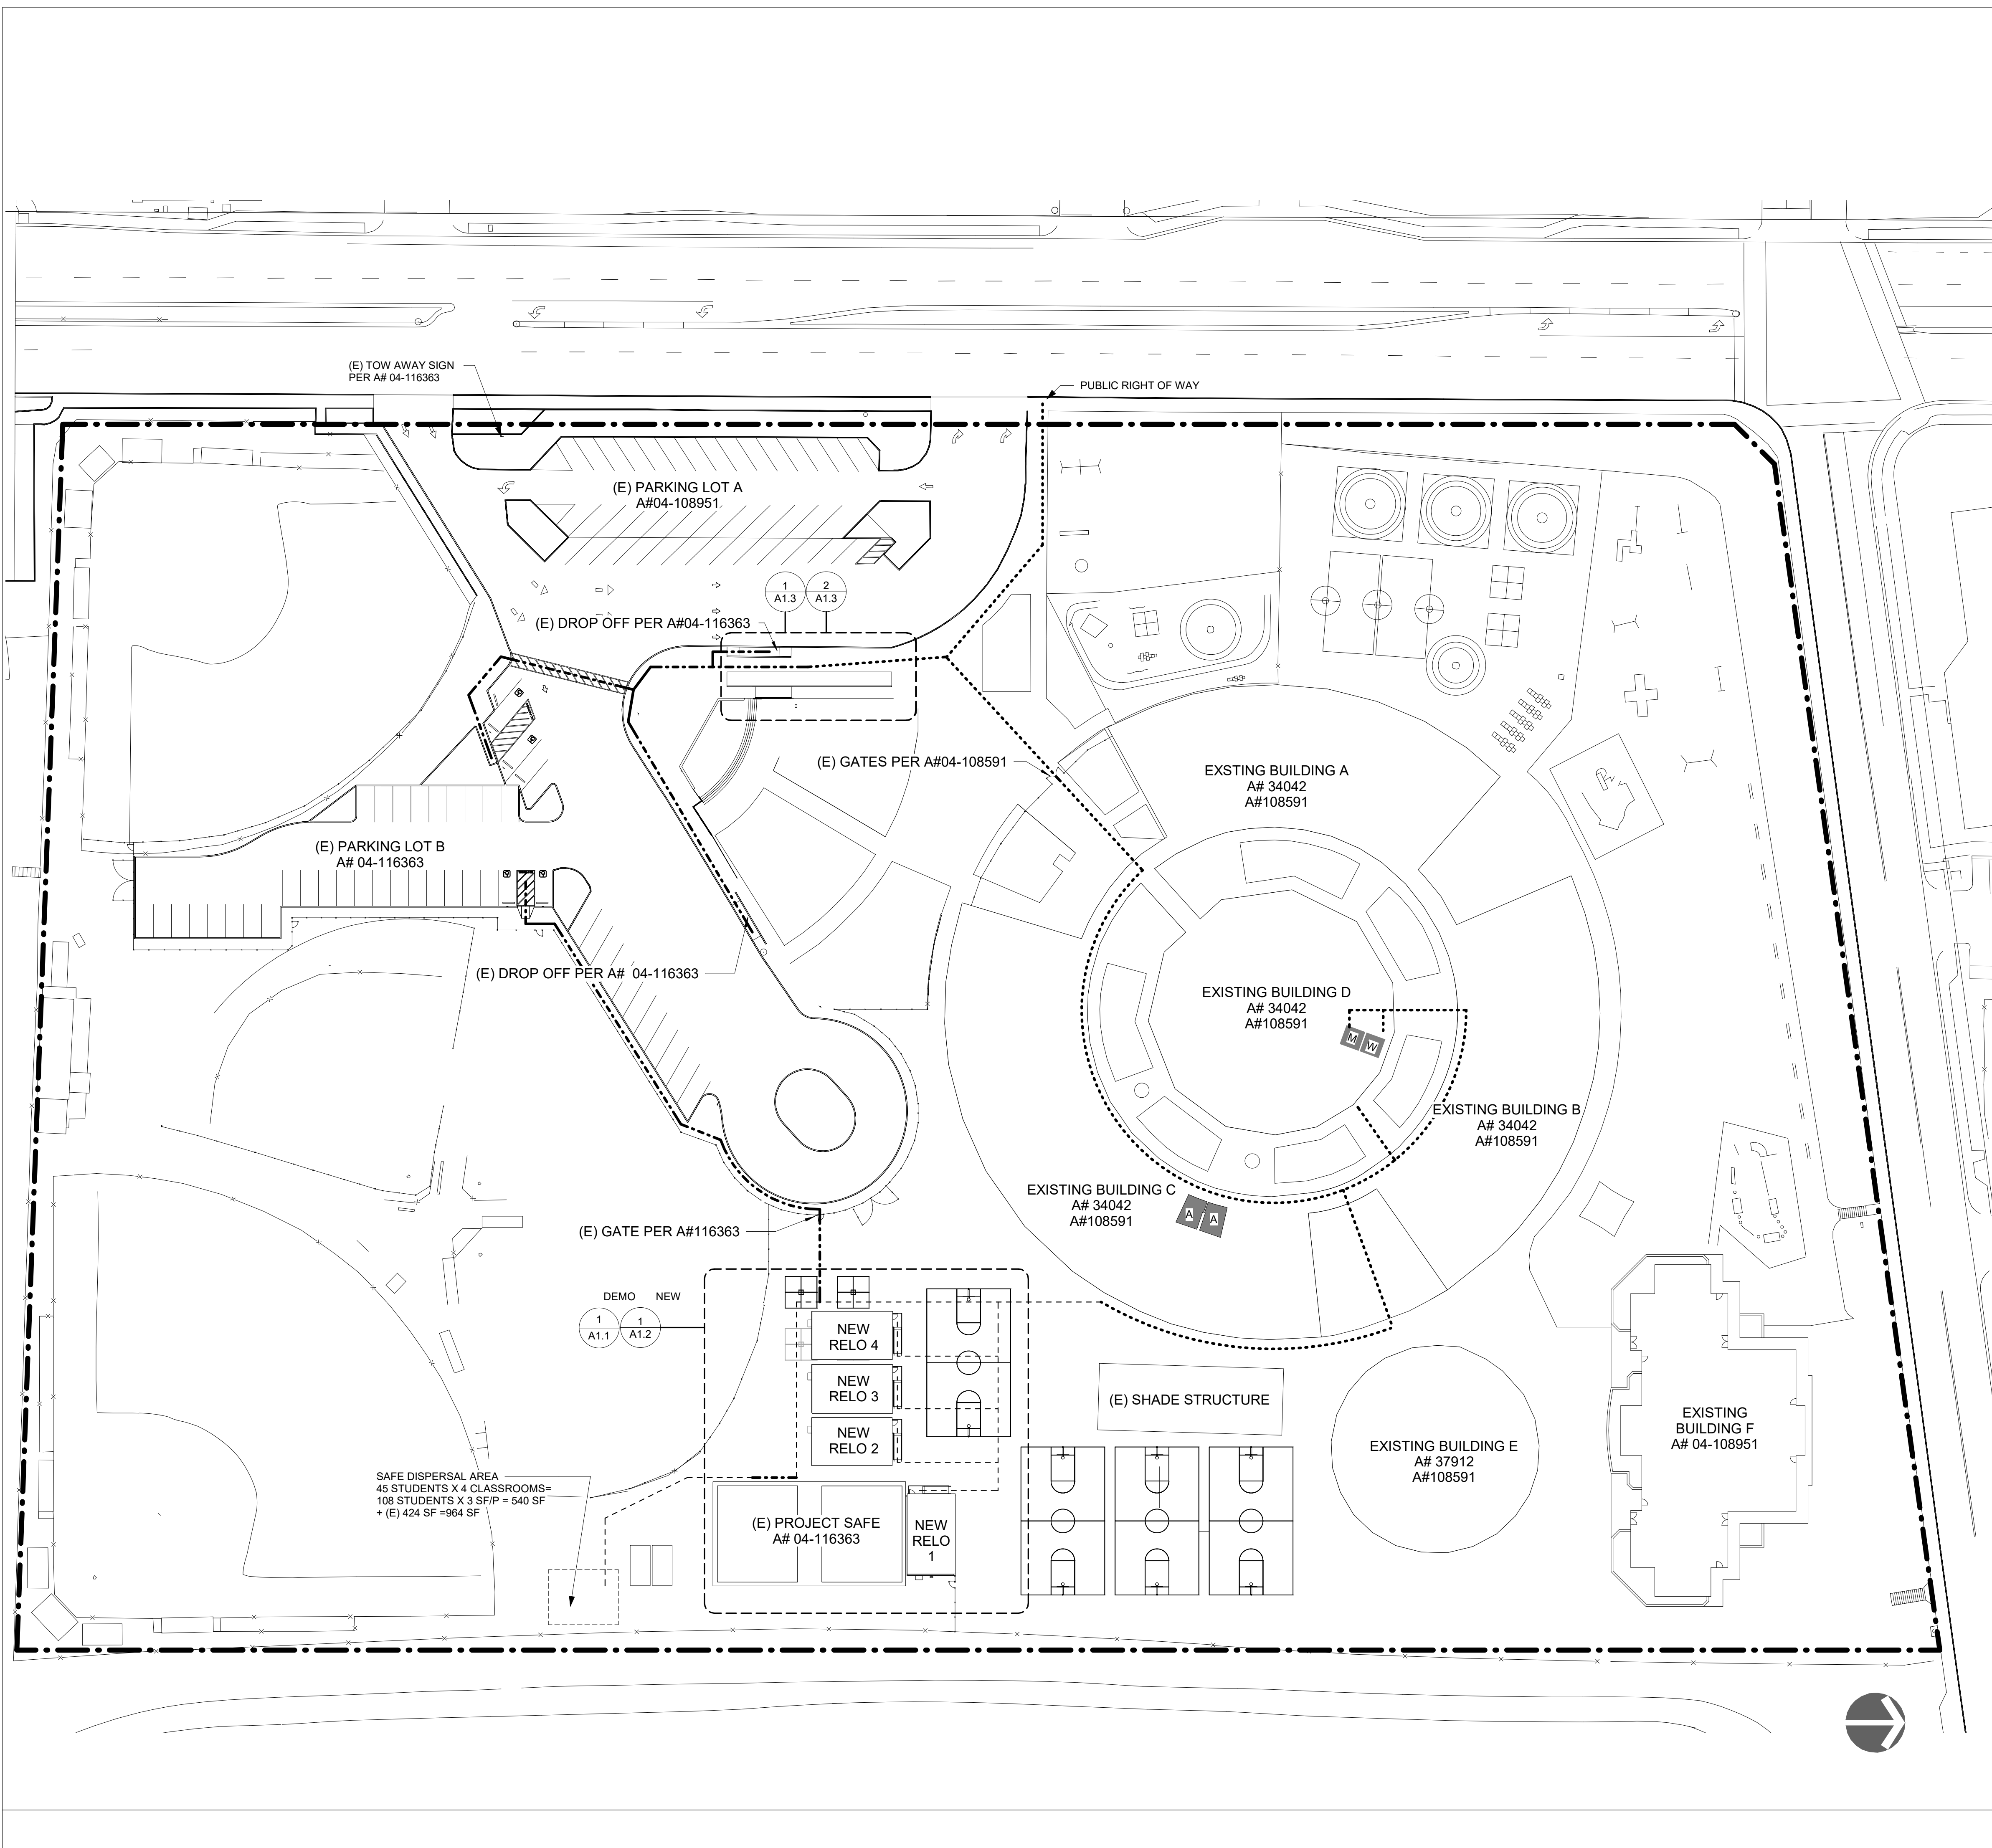 (E) TOW AWAY SIGN
PER A# 04-116363
PUBLIC RIGHT OF WAY
(E) PARKING LOT A
A#04-108951
1
A1.3
2
A1.3
(E) DROP OFF PER A#04-116363
(E) GATES PER A#04-108591
EXSTING BUILDING A
A# 34042
A#108591
(E) PARKING LOT B
A# 04-116363
(E) DROP OFF PER A# 04-116363
EXISTING BUILDING D
A# 34042
A#108591
M
W
EXISTING BUILDING B
A# 34042
A#108591
EXISTING BUILDING C
A# 34042
A#108591
A
A
(E) GATE PER A#116363
DEMO
NEW
1
A1.1
1
A1.2
NEW
RELO 4
NEW
RELO 3
NEW
RELO 2
(E) SHADE STRUCTURE
EXISTING BUILDING E
A# 37912
A#108591
EXISTING
BUILDING F
A# 04-108951
SAFE DISPERSAL AREA
45 STUDENTS X 4 CLASSROOMS=
108 STUDENTS X 3 SF/P = 540 SF
+ (E) 424 SF =964 SF
(E) PROJECT SAFE
A# 04-116363
NEW
RELO
1